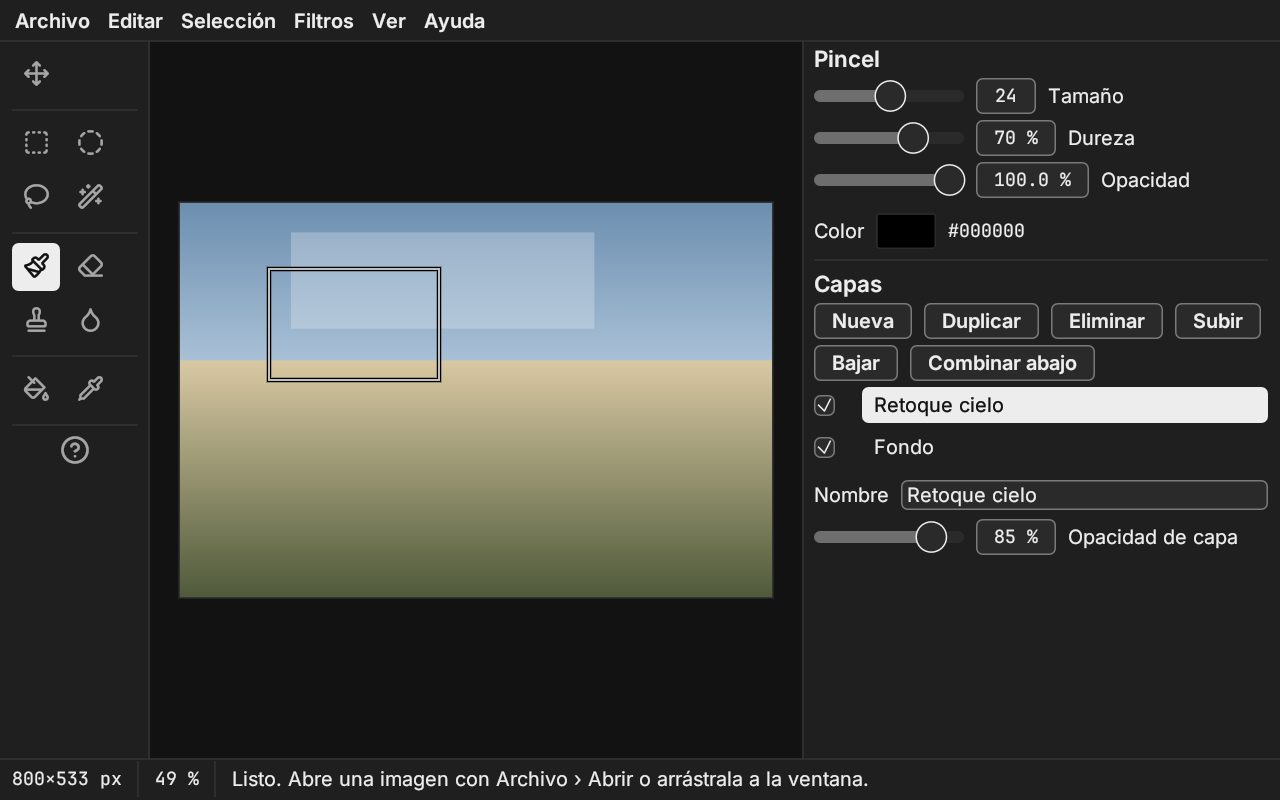 Archivo Editar Selección Filtros Ver Ayuda
Pincel
24 Tamaño
70 % Dureza
100.0 % Opacidad
Color #000000
Capas
Nueva Duplicar Eliminar Subir
Bajar Combinar abajo
Retoque cielo
Fondo
Nombre Retoque cielo
85 % Opacidad de capa
800×533 px 49 % Listo. Abre una imagen con Archivo › Abrir o arrástrala a la ventana.